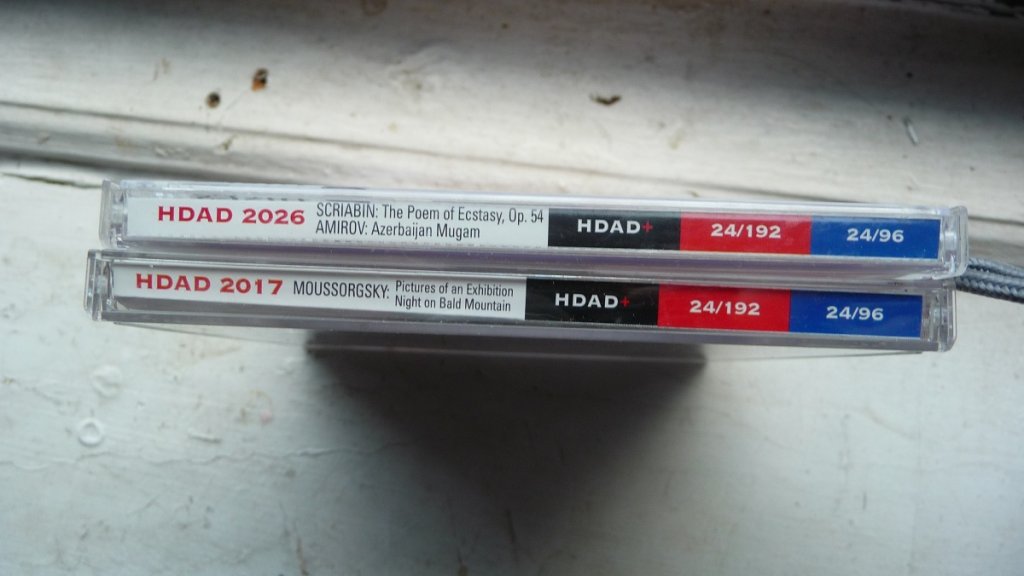 HDAD 2026 SCRIABIN: The Poem of Ecstasy, Op. 54 HDAD+ 24/192 24/96
AMIROV: Azerbaijan Mugam
HDAD 2017 MOUSSORGSKY: Pictures of an Exhibition HDAD+ 24/192 24/96
Night on Bald Mountain